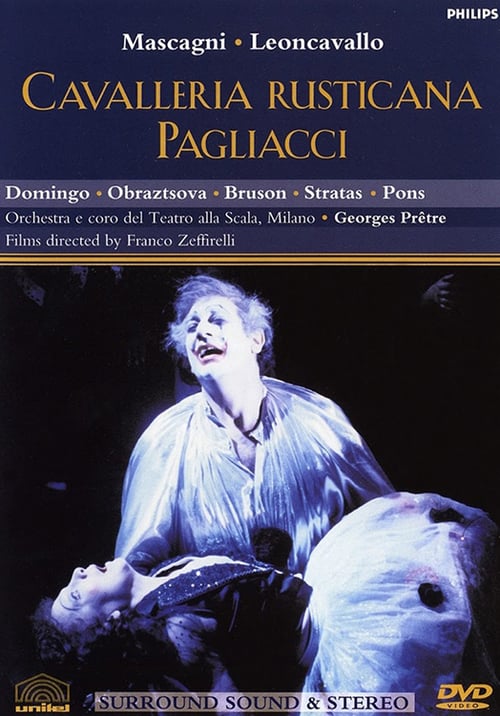 PHILIPS
Mascagni • Leoncavallo
CAVALLERIA RUSTICANA
PAGLIACCI
Domingo • Obraztsova • Bruson • Stratas • Pons
Orchestra e coro del Teatro alla Scala, Milano • Georges Prêtre
Films directed by Franco Zeffirelli
unitel
SURROUND SOUND & STEREO
DVD
VIDEO